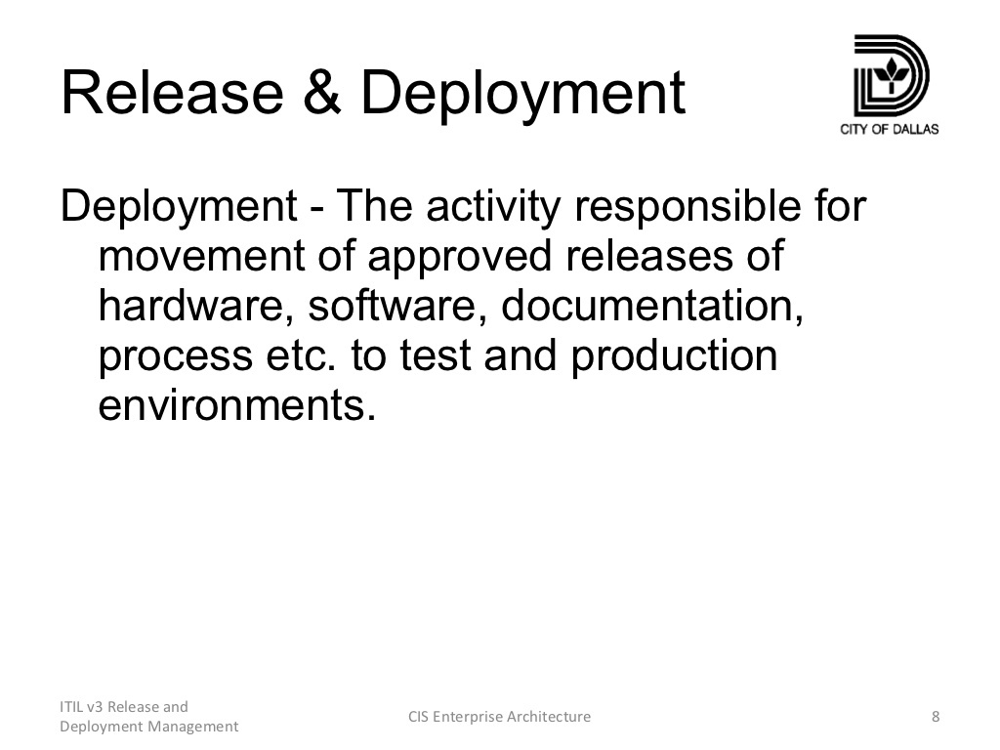 Release & Deployment
CITY OF DALLAS
Deployment - The activity responsible for
movement of approved releases of
hardware, software, documentation,
process etc. to test and production
environments.
ITIL v3 Release and
Deployment Management
CIS Enterprise Architecture
8